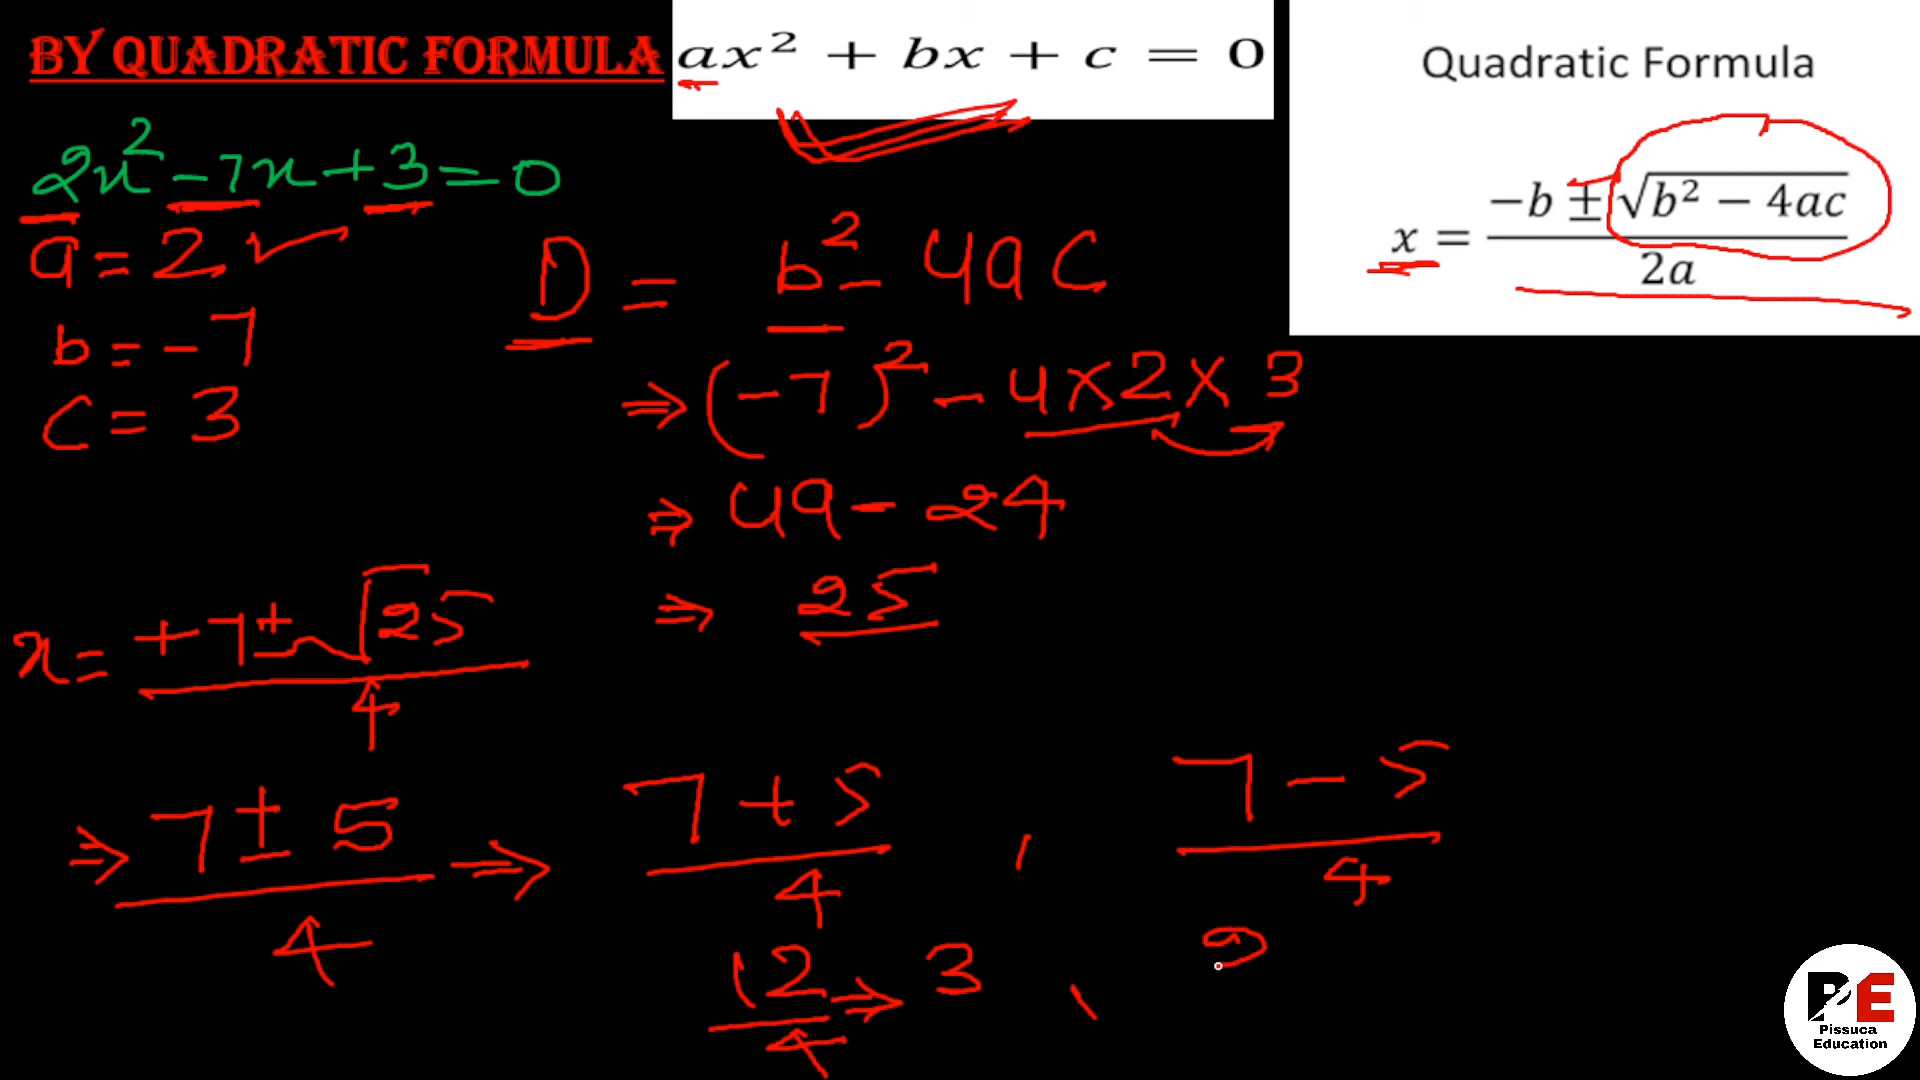 BY QUADRATIC FORMULA
ax² + bx + c = 0
Quadratic Formula
x = (-b ± √(b² − 4ac)) / 2a
2x² - 7x + 3 = 0
a = 2 ✓
b = - 7
c = 3
D = b² - 4ac
⇒ (-7)² - 4 × 2 × 3
⇒ 49 - 24
⇒ 25
x = (+7 ± √25) / 4
⇒ (7 ± 5) / 4 ⇒ (7 + 5) / 4 , (7 - 5) / 4
12 / 4 ⇒ 3 ,
PE
Pissuca
Education